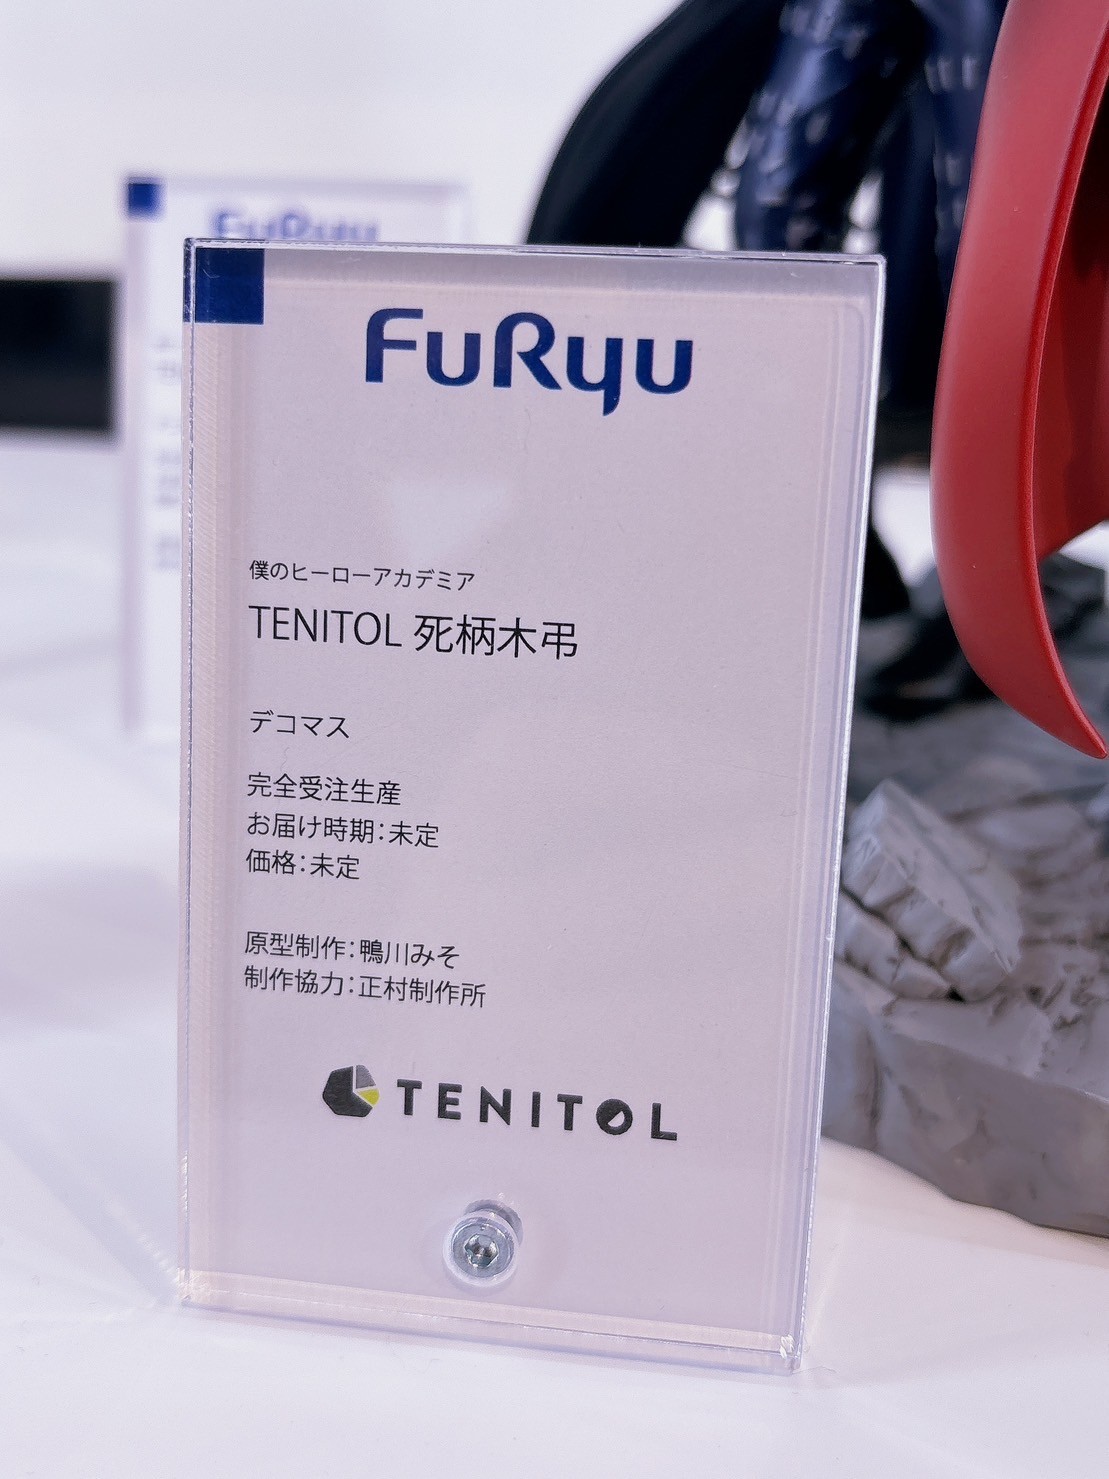 FuRyu
FuRyu
僕のヒーローアカデミア
TENITOL 死柄木弔
デコマス
完全受注生産
お届け時期:未定
価格:未定
原型制作:鴨川みそ
制作協力:正村制作所
TENITOL